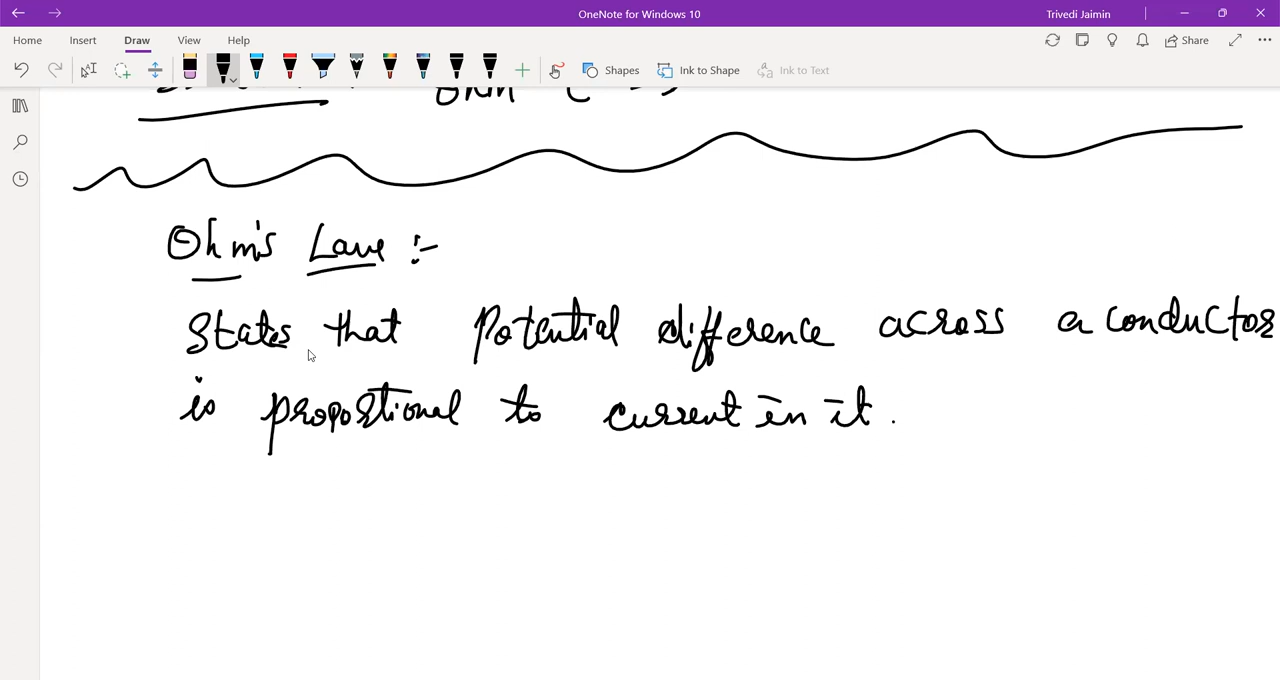 OneNote for Windows 10
Trivedi Jaimin
Home Insert Draw View Help
Share
Shapes Ink to Shape Ink to Text
Ohm
Ohm's Law :-
States that Potential difference across a conductor
is proportional to current in it.